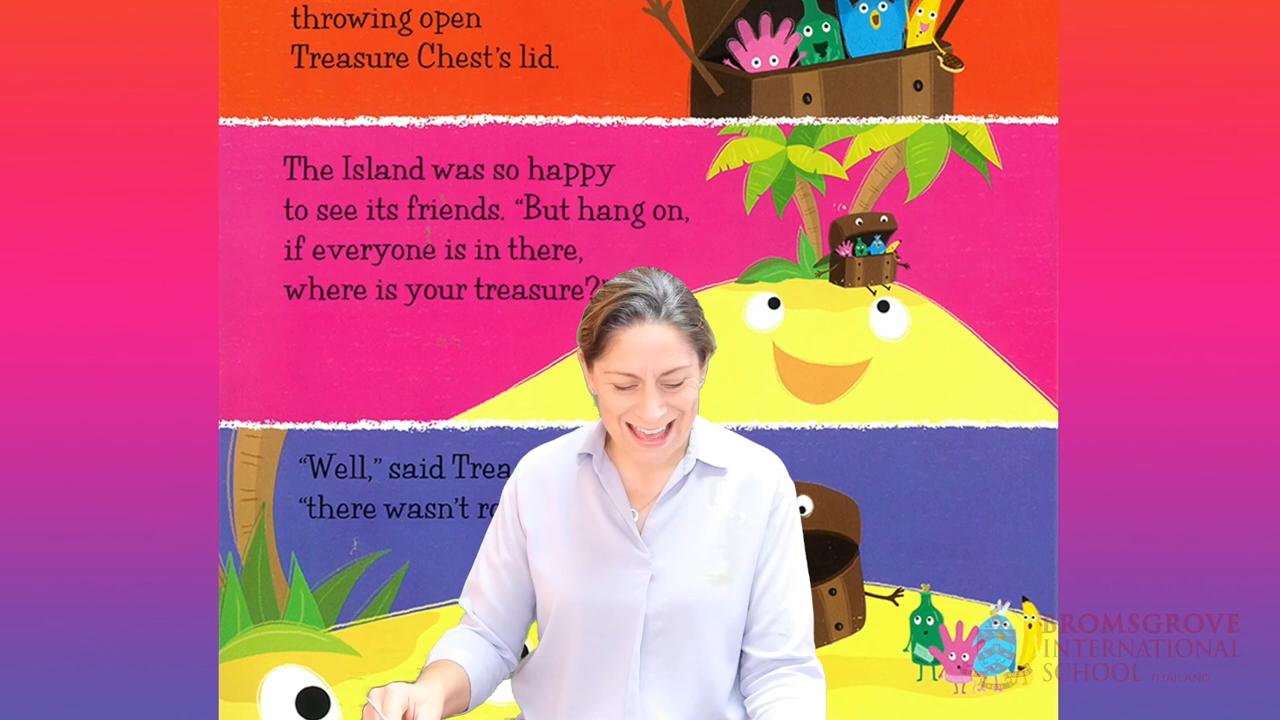 throwing open
Treasure Chest's lid.
The Island was so happy
to see its friends. "But hang on,
if everyone is in there,
where is your treasure?"
"Well," said
"there wasn't
BROMSGROVE
INTERNATIONAL
SCHOOL THAILAND